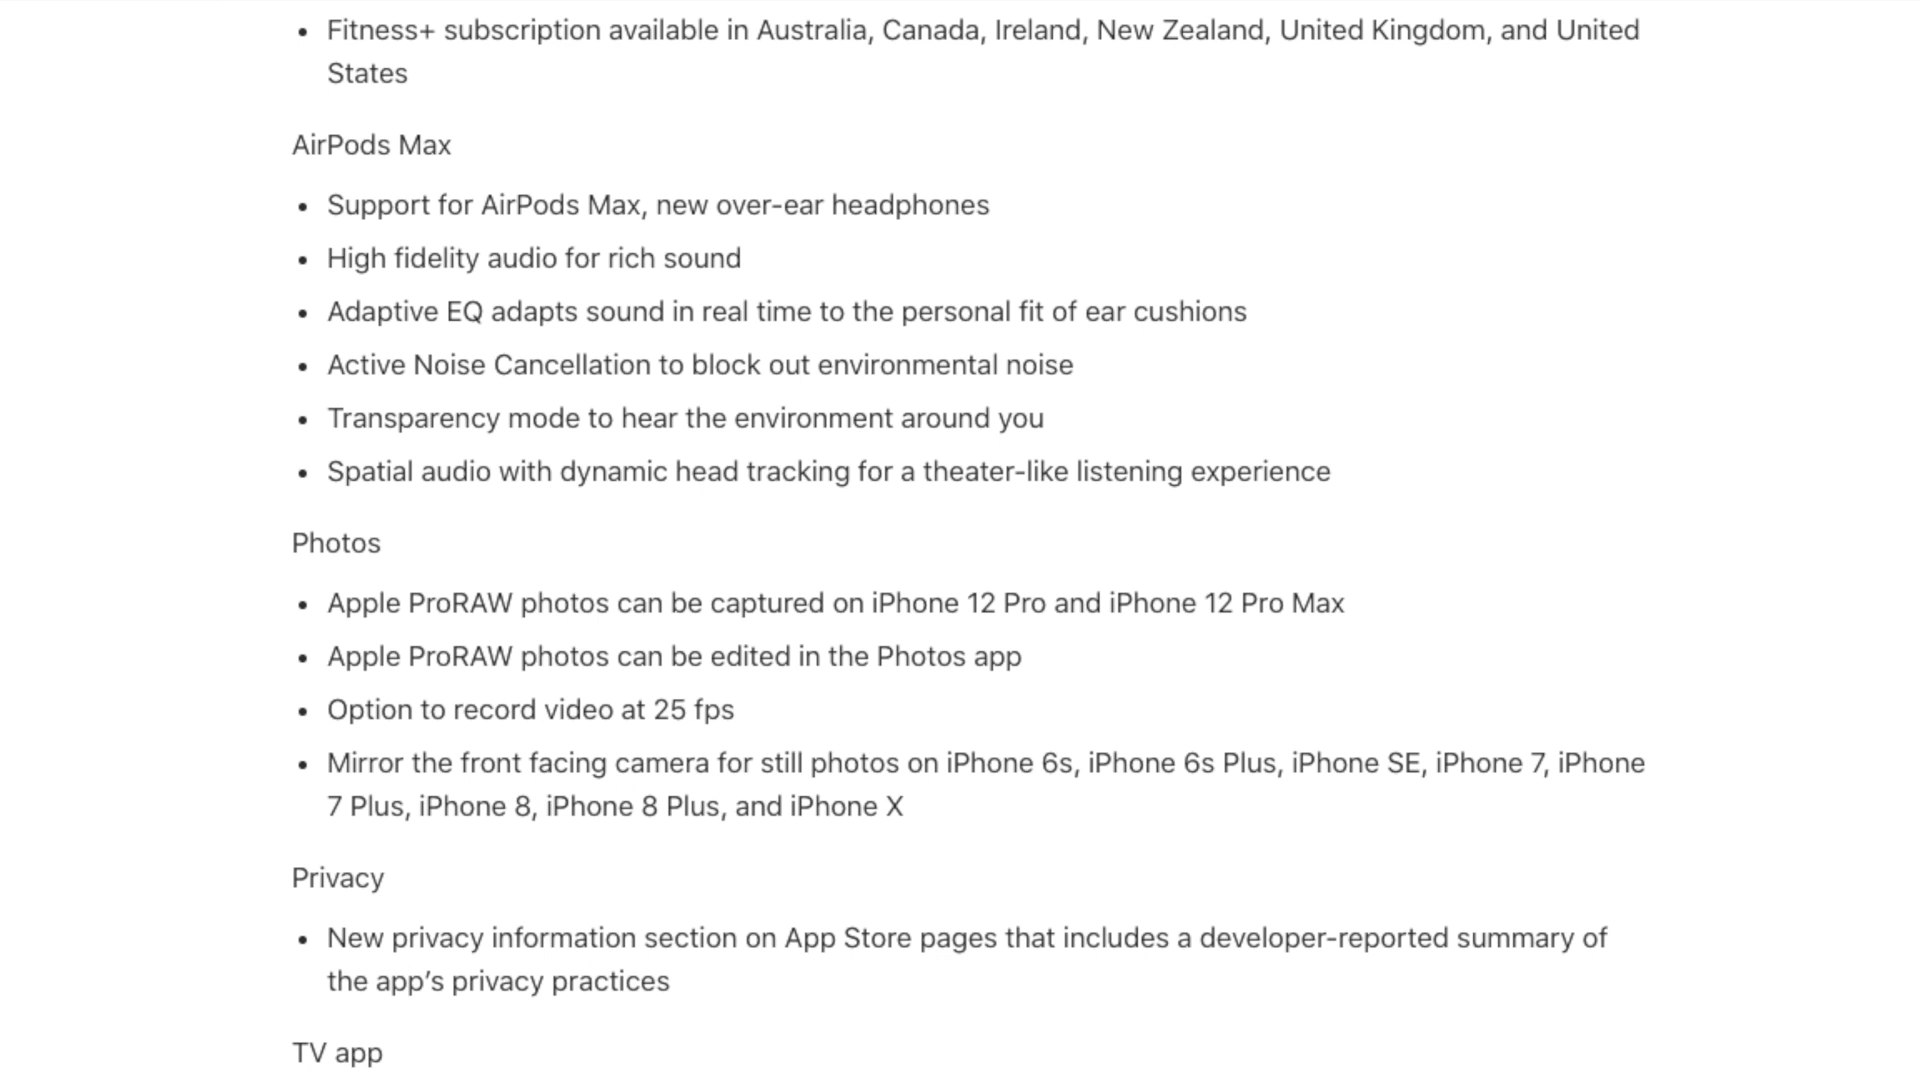 • Fitness+ subscription available in Australia, Canada, Ireland, New Zealand, United Kingdom, and United
States
AirPods Max
• Support for AirPods Max, new over-ear headphones
• High fidelity audio for rich sound
• Adaptive EQ adapts sound in real time to the personal fit of ear cushions
• Active Noise Cancellation to block out environmental noise
• Transparency mode to hear the environment around you
• Spatial audio with dynamic head tracking for a theater-like listening experience
Photos
• Apple ProRAW photos can be captured on iPhone 12 Pro and iPhone 12 Pro Max
• Apple ProRAW photos can be edited in the Photos app
• Option to record video at 25 fps
• Mirror the front facing camera for still photos on iPhone 6s, iPhone 6s Plus, iPhone SE, iPhone 7, iPhone
7 Plus, iPhone 8, iPhone 8 Plus, and iPhone X
Privacy
• New privacy information section on App Store pages that includes a developer-reported summary of
the app’s privacy practices
TV app